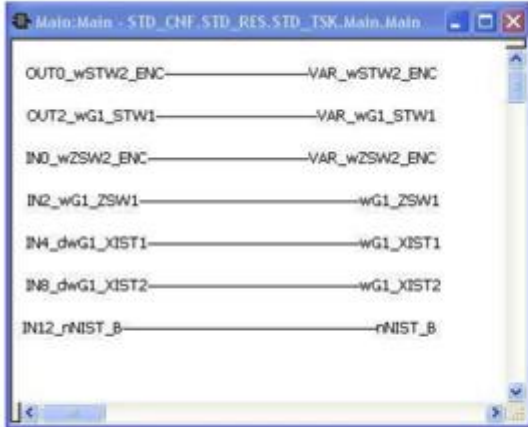 Main:Main - STD_CNF.STD_RES.STD_TSK.Main.Main
OUT0_wSTW2_ENC VAR_wSTW2_ENC
OUT2_wG1_STW1 VAR_wG1_STW1
IN0_wZSW2_ENC VAR_wZSW2_ENC
IN2_wG1_ZSW1 wG1_ZSW1
IN4_dwG1_XIST1 wG1_XIST1
IN8_dwG1_XIST2 wG1_XIST2
IN12_nNIST_B nNIST_B